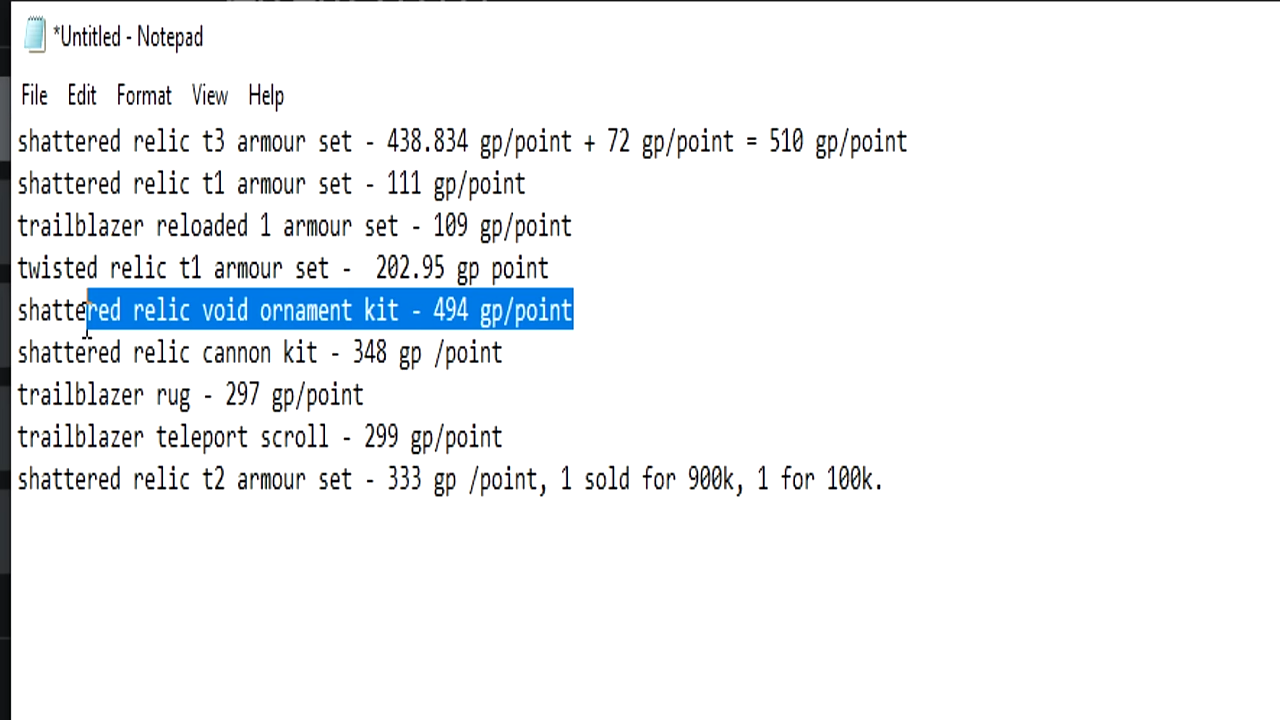 *Untitled - Notepad
File Edit Format View Help
shattered relic t3 armour set - 438.834 gp/point + 72 gp/point = 510 gp/point
shattered relic t1 armour set - 111 gp/point
trailblazer reloaded 1 armour set - 109 gp/point
twisted relic t1 armour set -  202.95 gp point
shattered relic void ornament kit - 494 gp/point
shattered relic cannon kit - 348 gp /point
trailblazer rug - 297 gp/point
trailblazer teleport scroll - 299 gp/point
shattered relic t2 armour set - 333 gp /point, 1 sold for 900k, 1 for 100k.